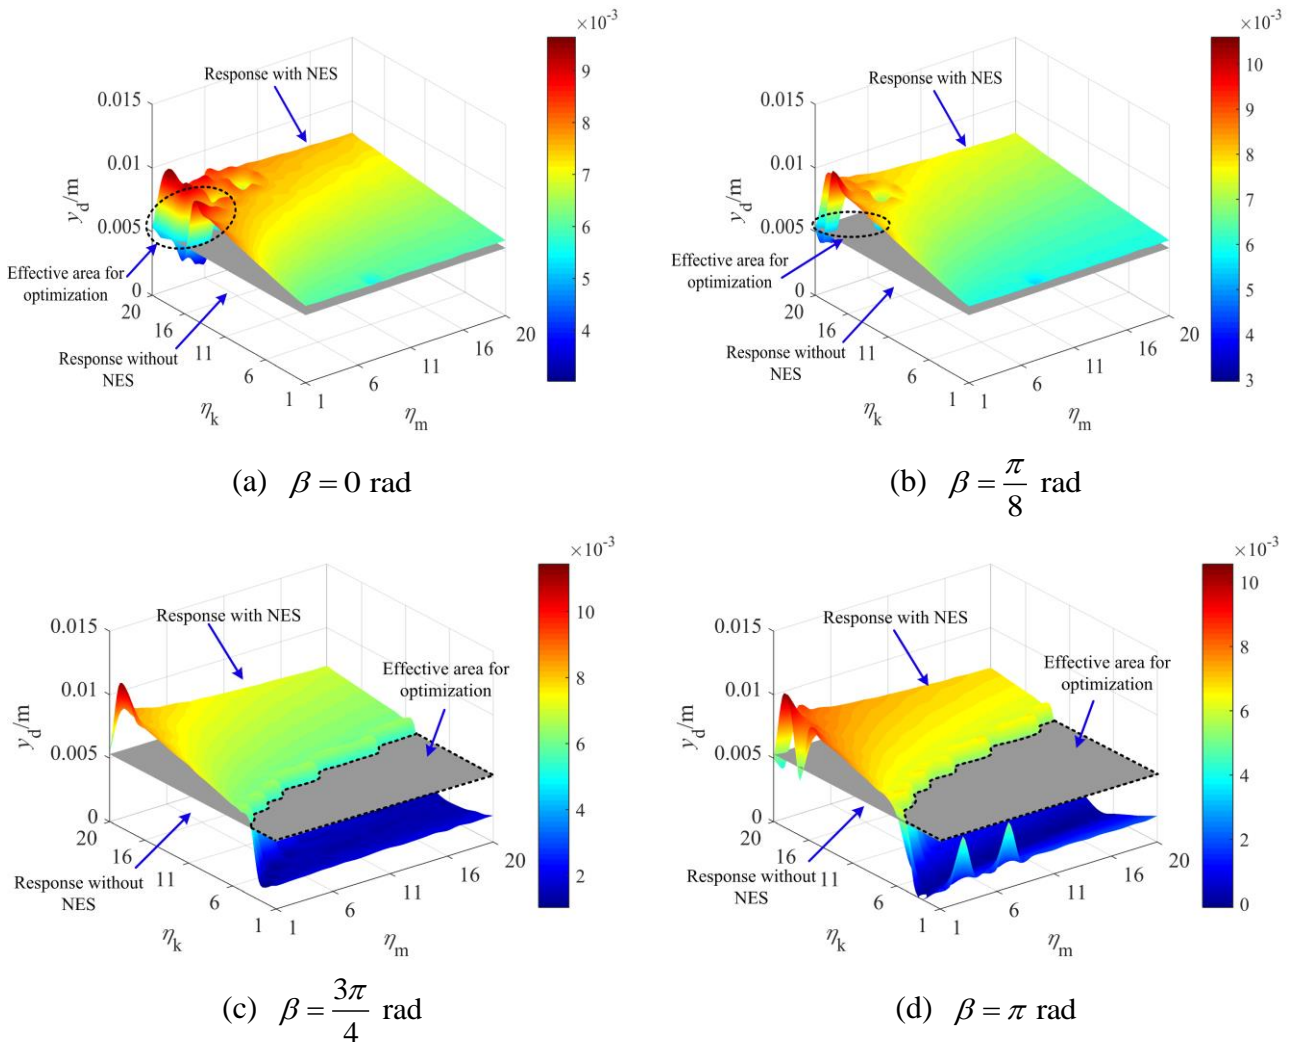 ×10⁻³
Response with NES
0.015
0.01
0.005
0
y_d/m
Effective area for
optimization
Response without
NES
20
16
11
6
1
η_k
1
6
11
16
20
η_m
9
8
7
6
5
4
(a) β = 0 rad
×10⁻³
Response with NES
0.015
0.01
0.005
0
y_d/m
Effective area for
optimization
Response without
NES
20
16
11
6
1
η_k
1
6
11
16
20
η_m
10
9
8
7
6
5
4
3
(b) β = π/8 rad
×10⁻³
Response with NES
Effective area for
optimization
0.015
0.01
0.005
0
y_d/m
Response without
NES
20
16
11
6
1
η_k
1
6
11
16
20
η_m
10
8
6
4
2
(c) β = 3π/4 rad
×10⁻³
Response with NES
Effective area for
optimization
0.015
0.01
0.005
0
y_d/m
Response without
NES
20
16
11
6
1
η_k
1
6
11
16
20
η_m
10
8
6
4
2
0
(d) β = π rad